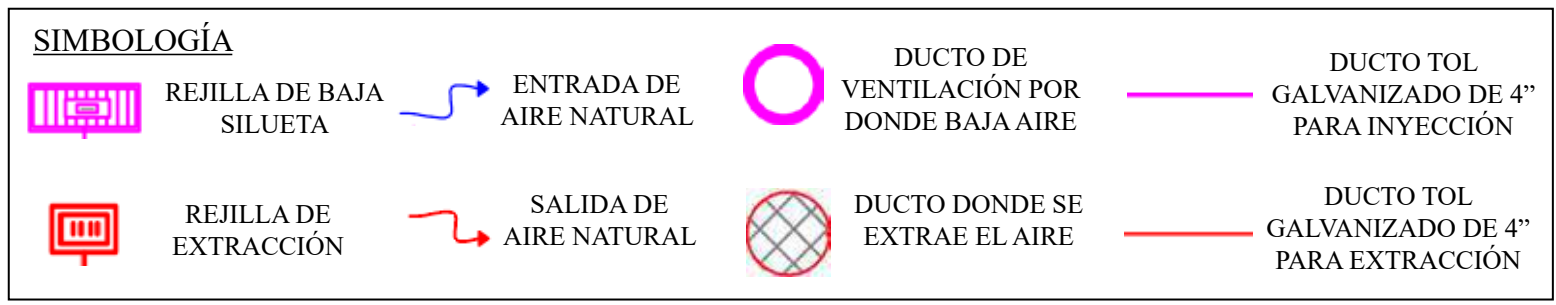 SIMBOLOGÍA
REJILLA DE BAJA
SILUETA
ENTRADA DE
AIRE NATURAL
DUCTO DE
VENTILACIÓN POR
DONDE BAJA AIRE
DUCTO TOL
GALVANIZADO DE 4”
PARA INYECCIÓN
REJILLA DE
EXTRACCIÓN
SALIDA DE
AIRE NATURAL
DUCTO DONDE SE
EXTRAE EL AIRE
DUCTO TOL
GALVANIZADO DE 4”
PARA EXTRACCIÓN